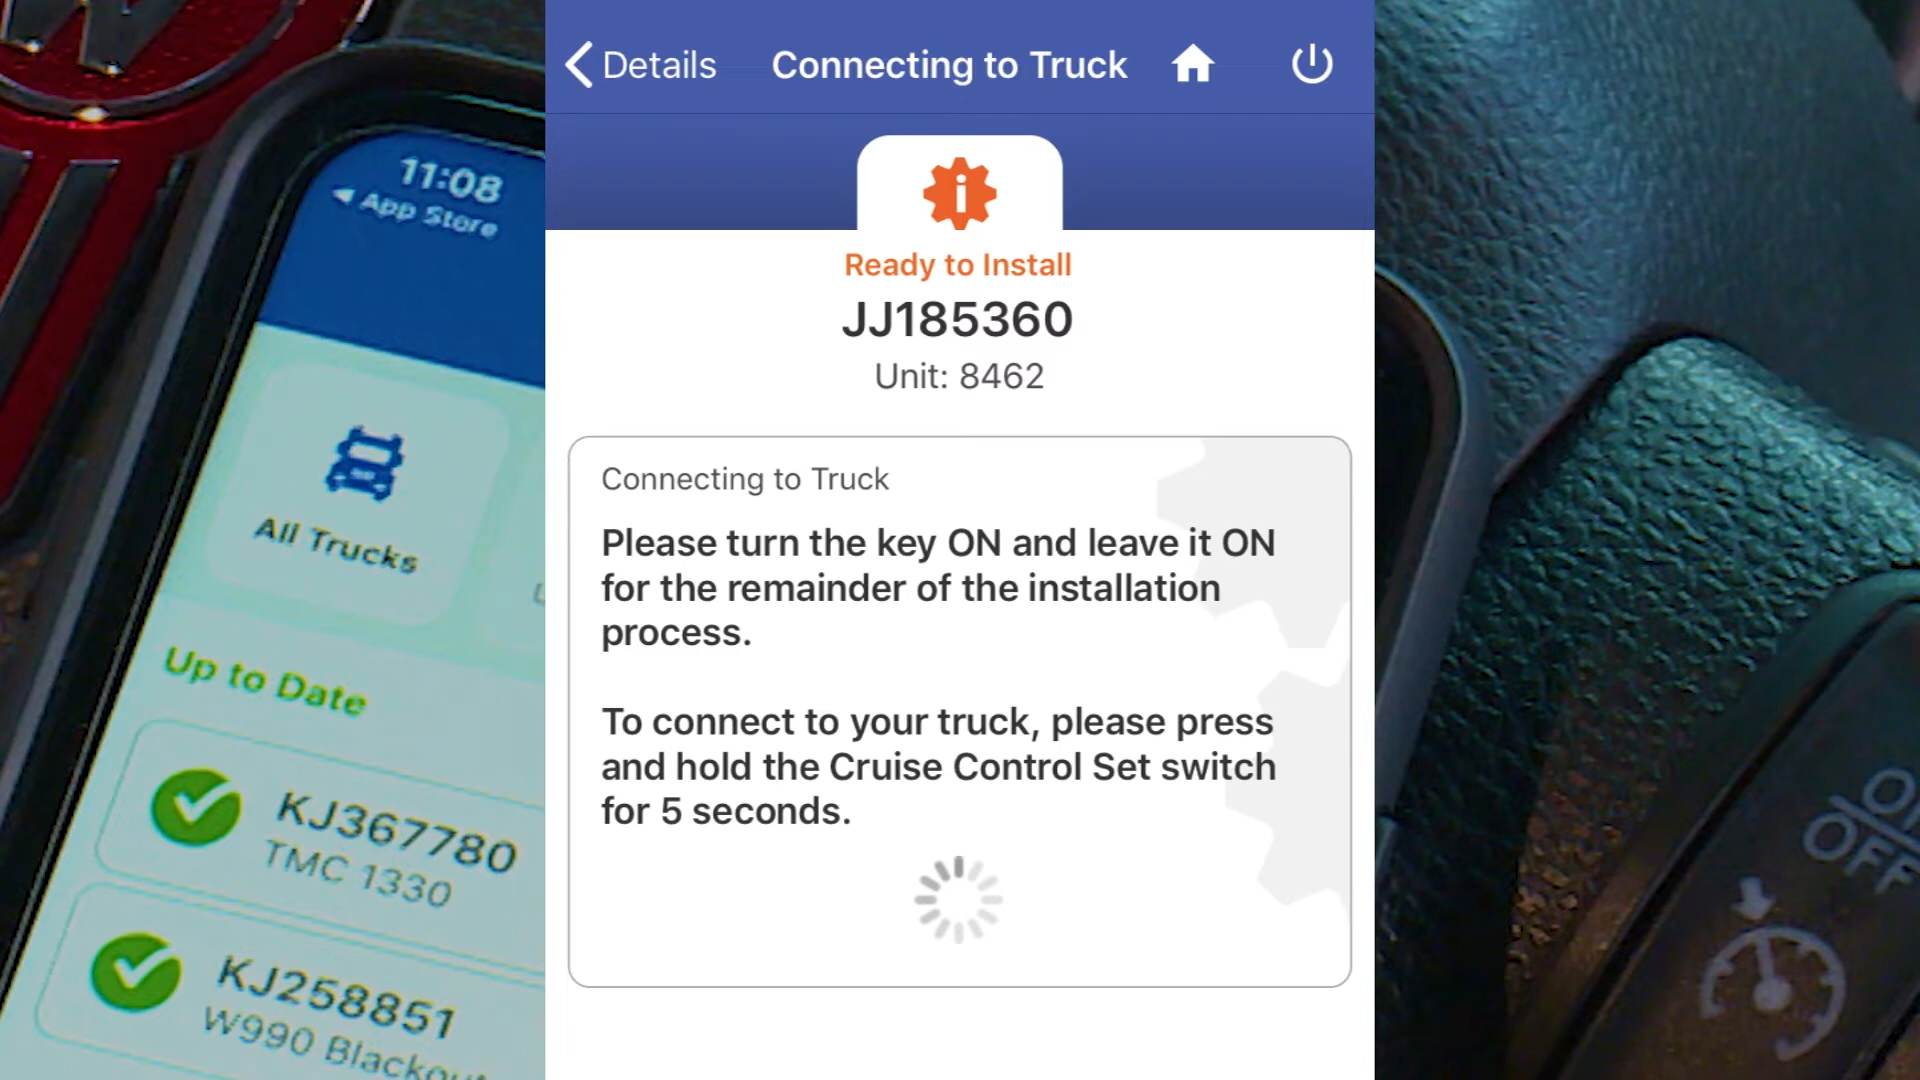 Details
Connecting to Truck
Ready to Install
JJ185360
Unit: 8462
Connecting to Truck
Please turn the key ON and leave it ON
for the remainder of the installation
process.
To connect to your truck, please press
and hold the Cruise Control Set switch
for 5 seconds.
11:08
App Store
All Trucks
Up to Date
KJ367780
TMC 1330
KJ258851
W990
OFF